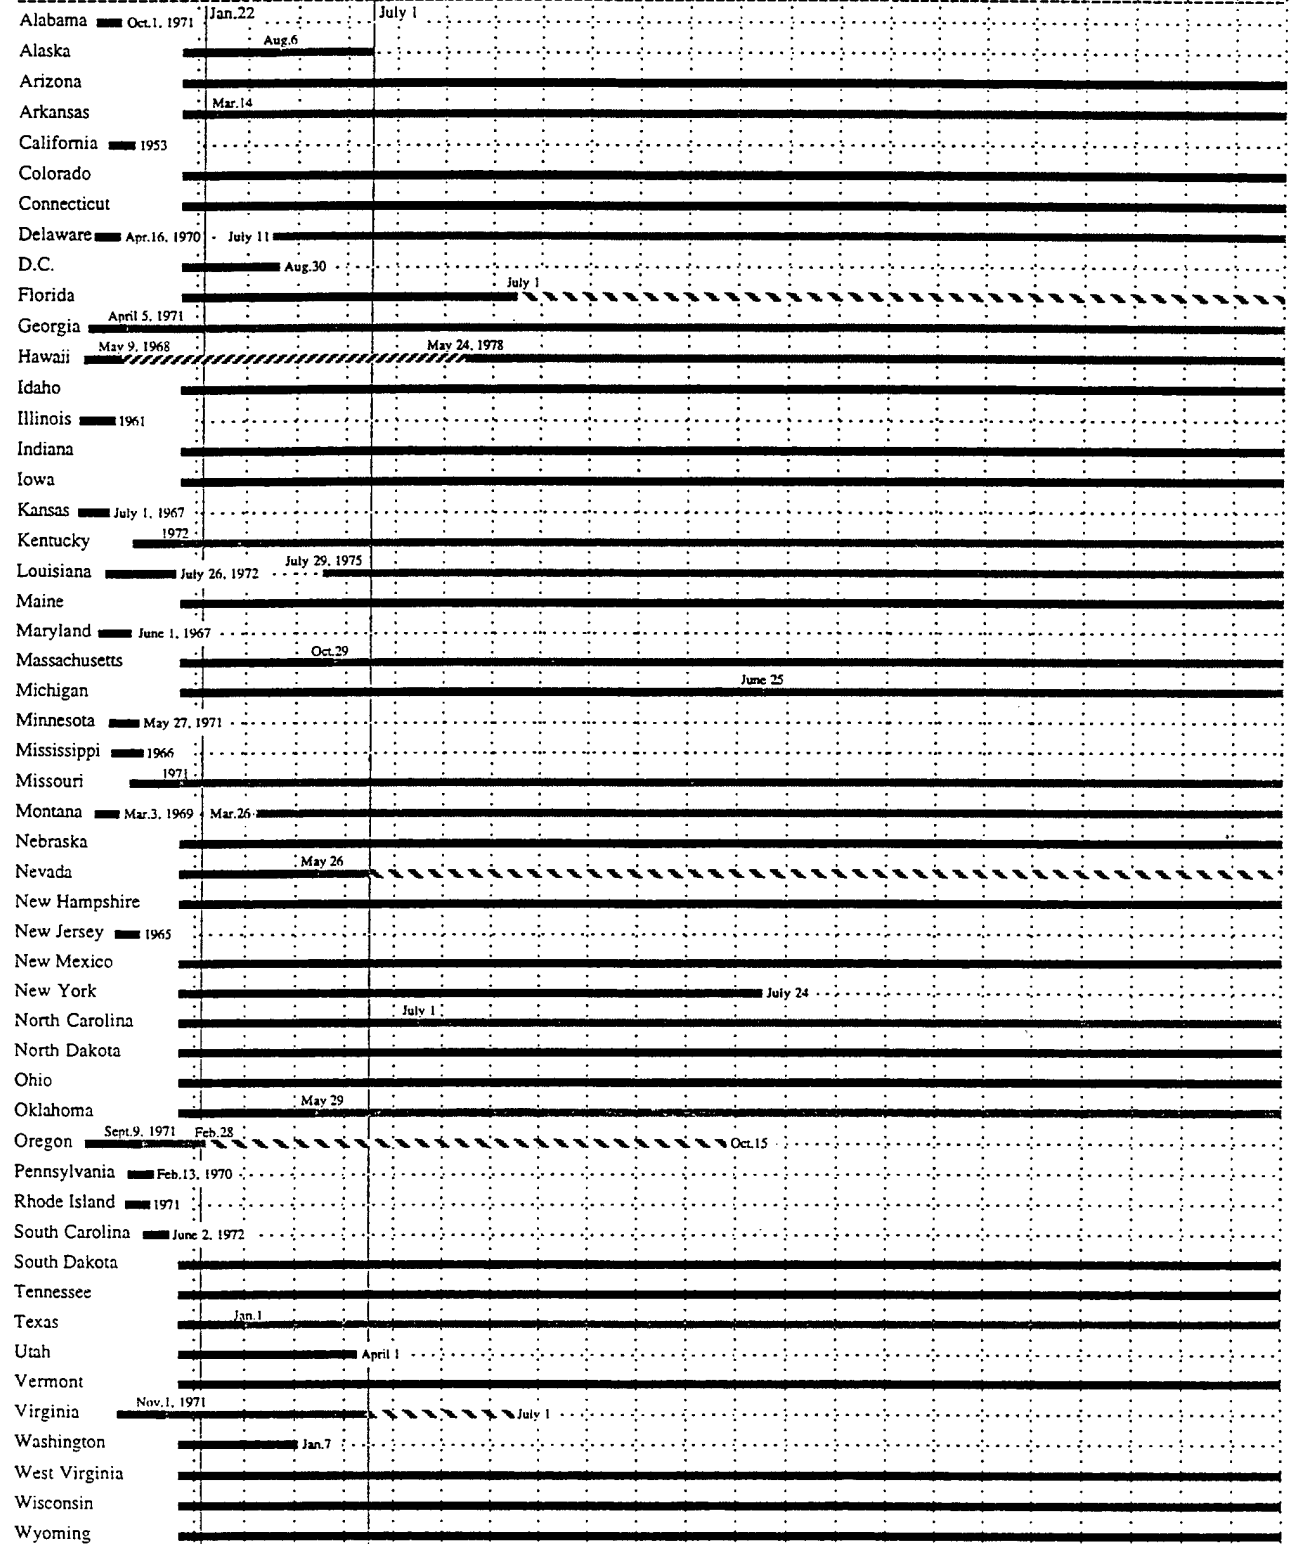 Jan.22 July 1
Alabama Oct.1, 1971
Aug.6
Alaska
Arizona
Mar.14
Arkansas
California 1953
Colorado
Connecticut
Delaware Apr.16, 1970 - July 11
D.C. Aug.30
July 1
Florida
April 5, 1971
Georgia
May 9, 1968 May 24, 1978
Hawaii
Idaho
Illinois 1961
Indiana
Iowa
Kansas July 1, 1967
1972
Kentucky
July 29, 1975
Louisiana July 26, 1972
Maine
Maryland June 1, 1967
Oct.29
Massachusetts
June 25
Michigan
Minnesota May 27, 1971
Mississippi 1966
1971
Missouri
Montana Mar.3, 1969 Mar.26
Nebraska
May 26
Nevada
New Hampshire
New Jersey 1965
New Mexico
New York July 24
July 1
North Carolina
North Dakota
Ohio
May 29
Oklahoma
Sept.9, 1971 Feb.28
Oregon Oct.15
Pennsylvania Feb.13, 1970
Rhode Island 1971
South Carolina June 2, 1972
South Dakota
Tennessee
Jan.1
Texas
Utah April 1
Vermont
Nov.1, 1971
Virginia July 1
Washington Jan.7
West Virginia
Wisconsin
Wyoming